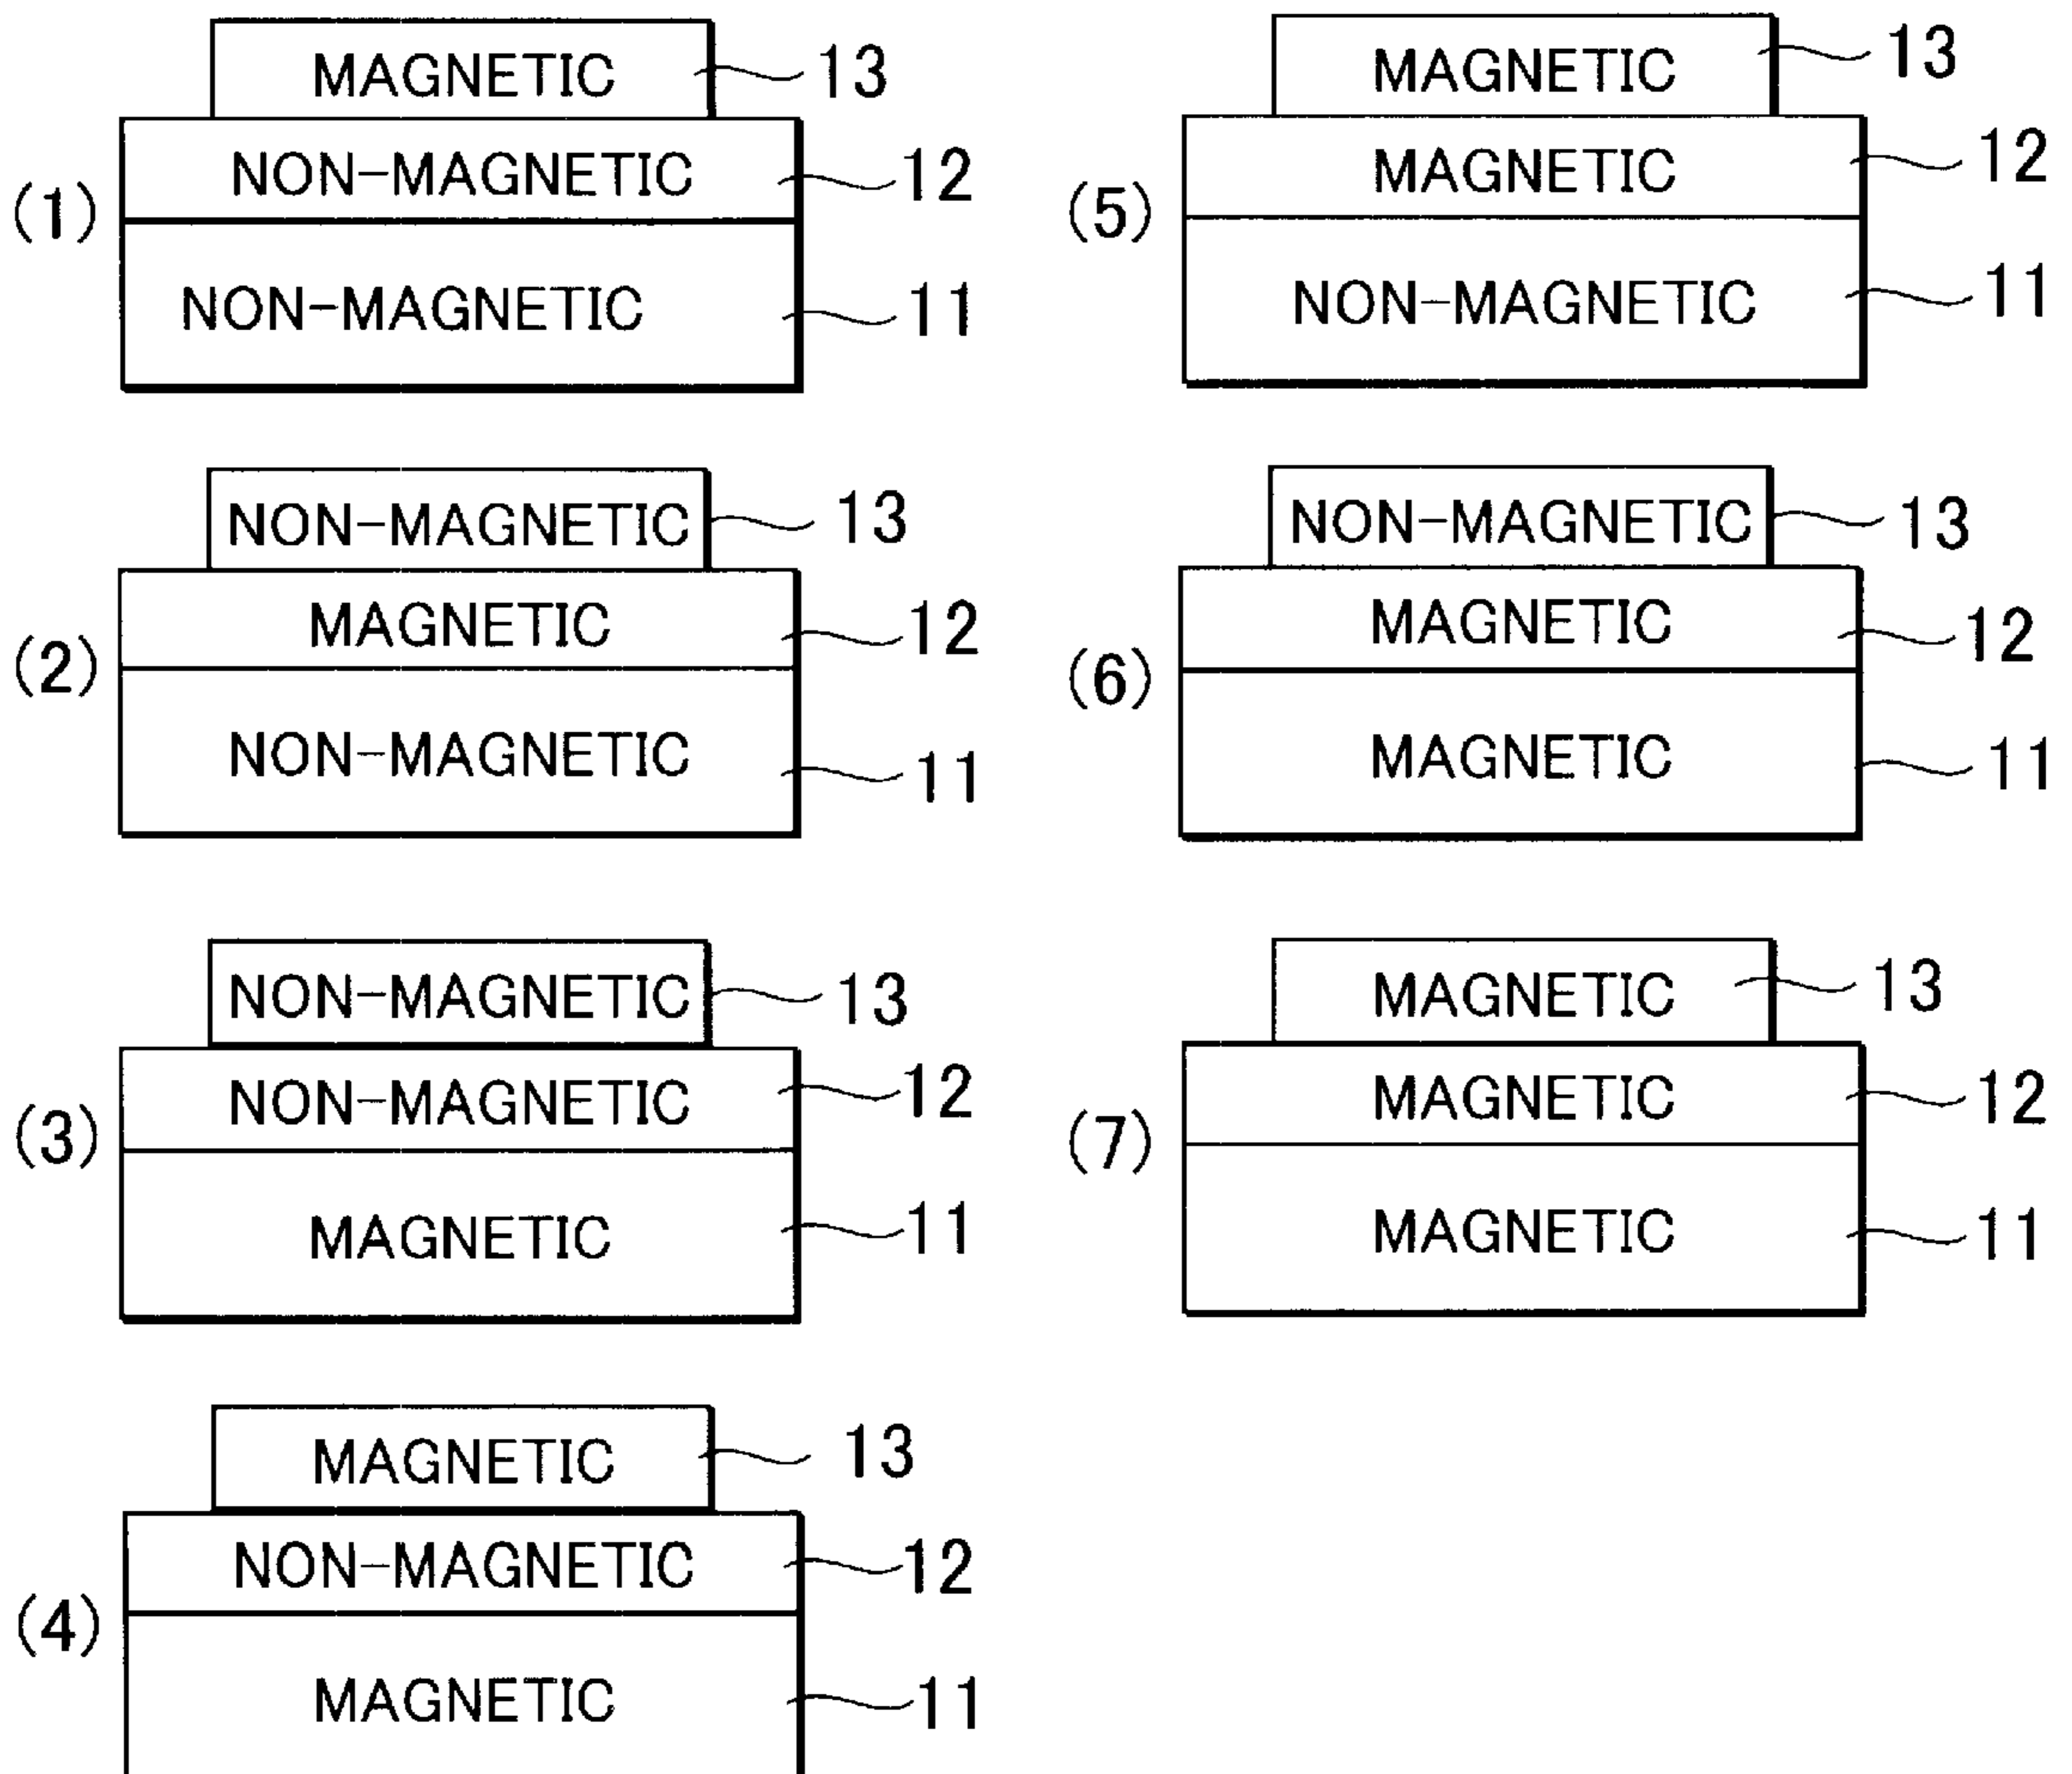 MAGNETIC 13
NON-MAGNETIC 12
(1)
NON-MAGNETIC 11
NON-MAGNETIC 13
MAGNETIC 12
(2)
NON-MAGNETIC 11
NON-MAGNETIC 13
NON-MAGNETIC 12
(3)
MAGNETIC 11
MAGNETIC 13
NON-MAGNETIC 12
(4)
MAGNETIC 11
MAGNETIC 13
MAGNETIC 12
(5)
NON-MAGNETIC 11
NON-MAGNETIC 13
MAGNETIC 12
(6)
MAGNETIC 11
MAGNETIC 13
MAGNETIC 12
(7)
MAGNETIC 11